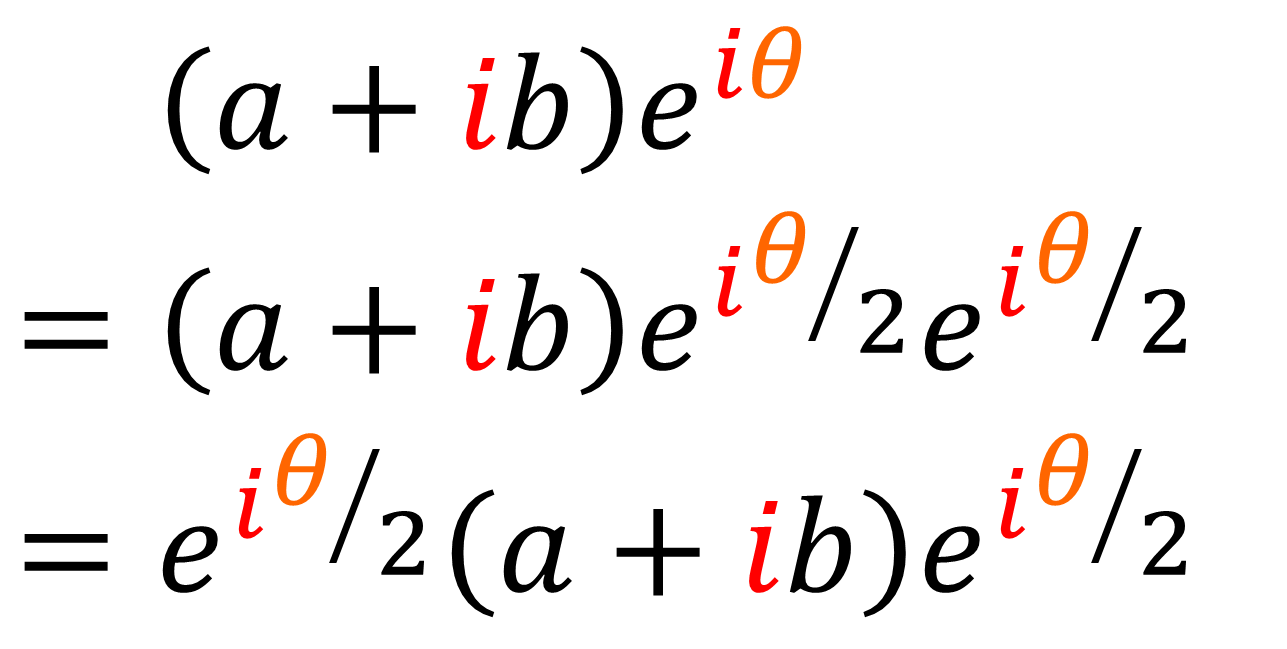 (a + ib)e^{iθ}
= (a + ib)e^{iθ/2}e^{iθ/2}
= e^{iθ/2}(a + ib)e^{iθ/2}